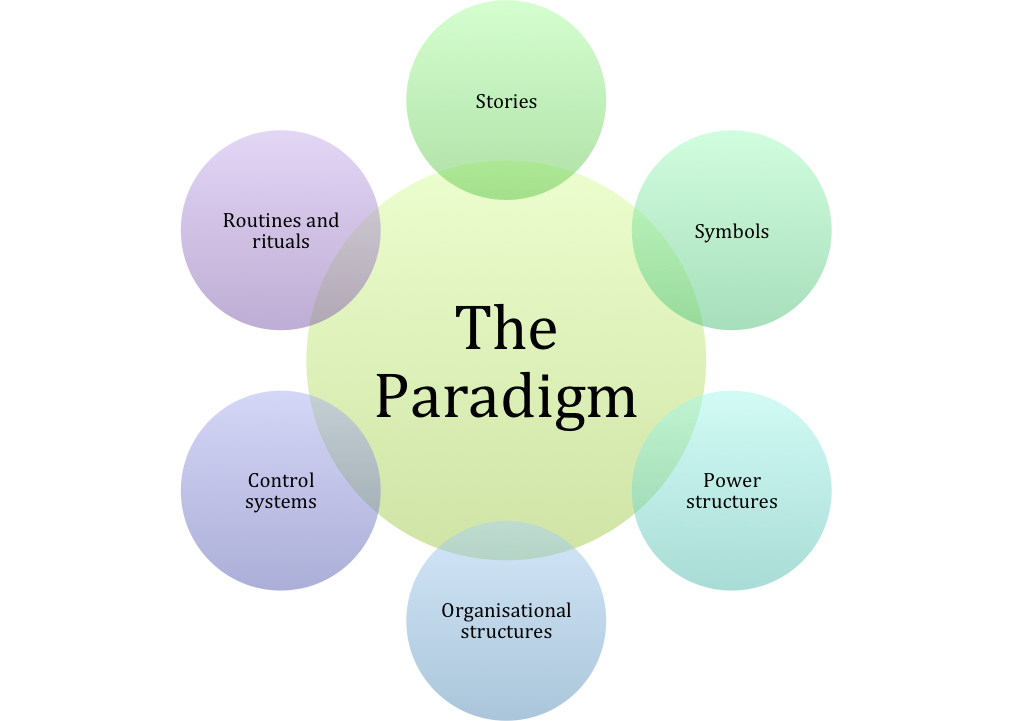 Stories
Routines and
rituals
Symbols
The
Paradigm
Control
systems
Power
structures
Organisational
structures